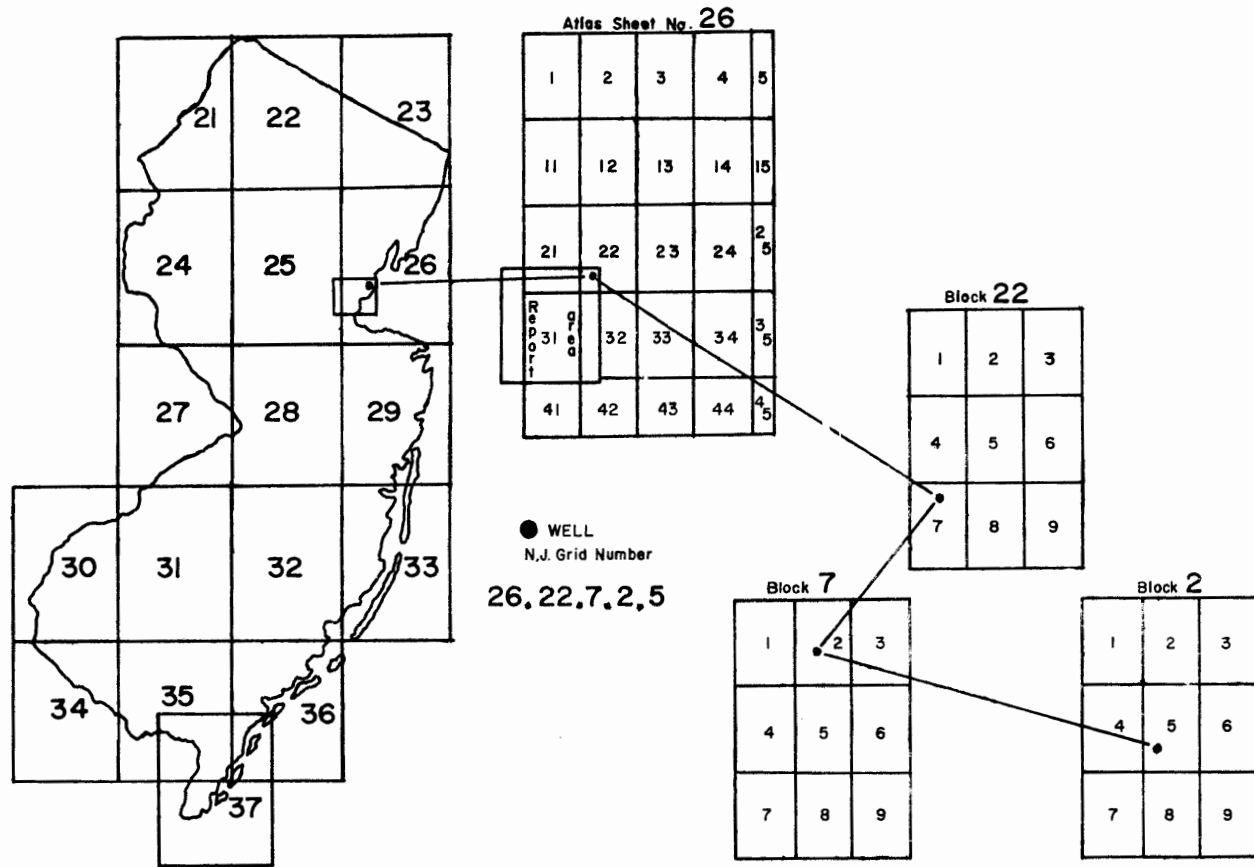 Atlas Sheet No. 26
21 22 23
24 25 26
27 28 29
30 31 32 33
34 35 36
37
1 2 3 4 5
11 12 13 14 15
21 22 23 24 25
31 32 33 34 35
41 42 43 44 45
Report
area
WELL
N.J. Grid Number
26.22.7.2.5
Block 22
1 2 3
4 5 6
7 8 9
Block 7
1 2 3
4 5 6
7 8 9
Block 2
1 2 3
4 5 6
7 8 9